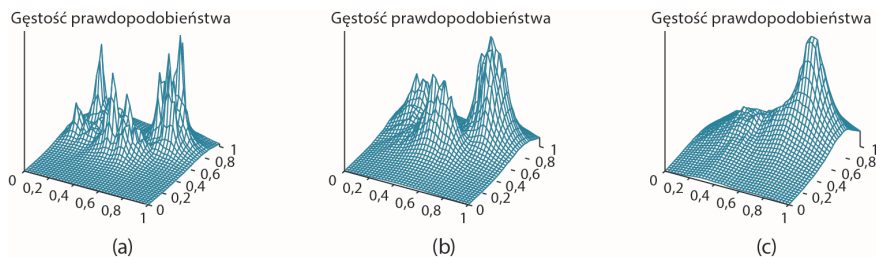 Gęstość prawdopodobieństwa Gęstość prawdopodobieństwa Gęstość prawdopodobieństwa
0 0,2 0,4 0,6 0,8 1 0 0,2 0,4 0,6 0,8 1
0 0,2 0,4 0,6 0,8 1 0 0,2 0,4 0,6 0,8 1
0 0,2 0,4 0,6 0,8 1 0 0,2 0,4 0,6 0,8 1
(a) (b) (c)